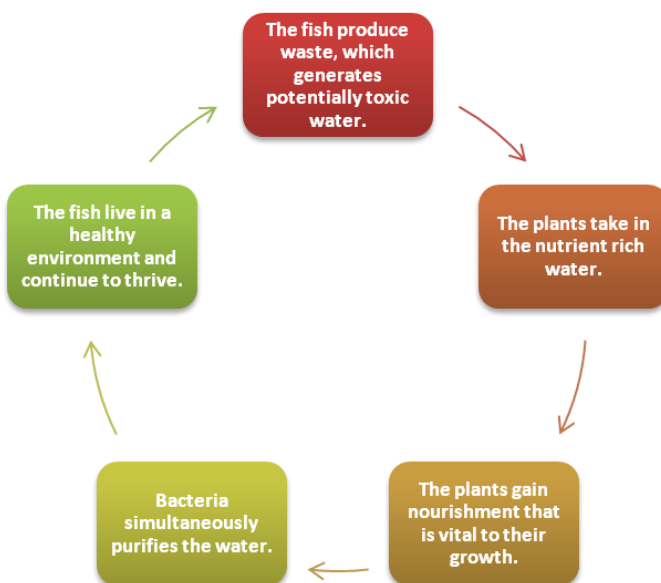 The fish produce
waste, which
generates
potentially toxic
water.
The plants take in
the nutrient rich
water.
The plants gain
nourishment that
is vital to their
growth.
Bacteria
simultaneously
purifies the water.
The fish live in a
healthy
environment and
continue to thrive.